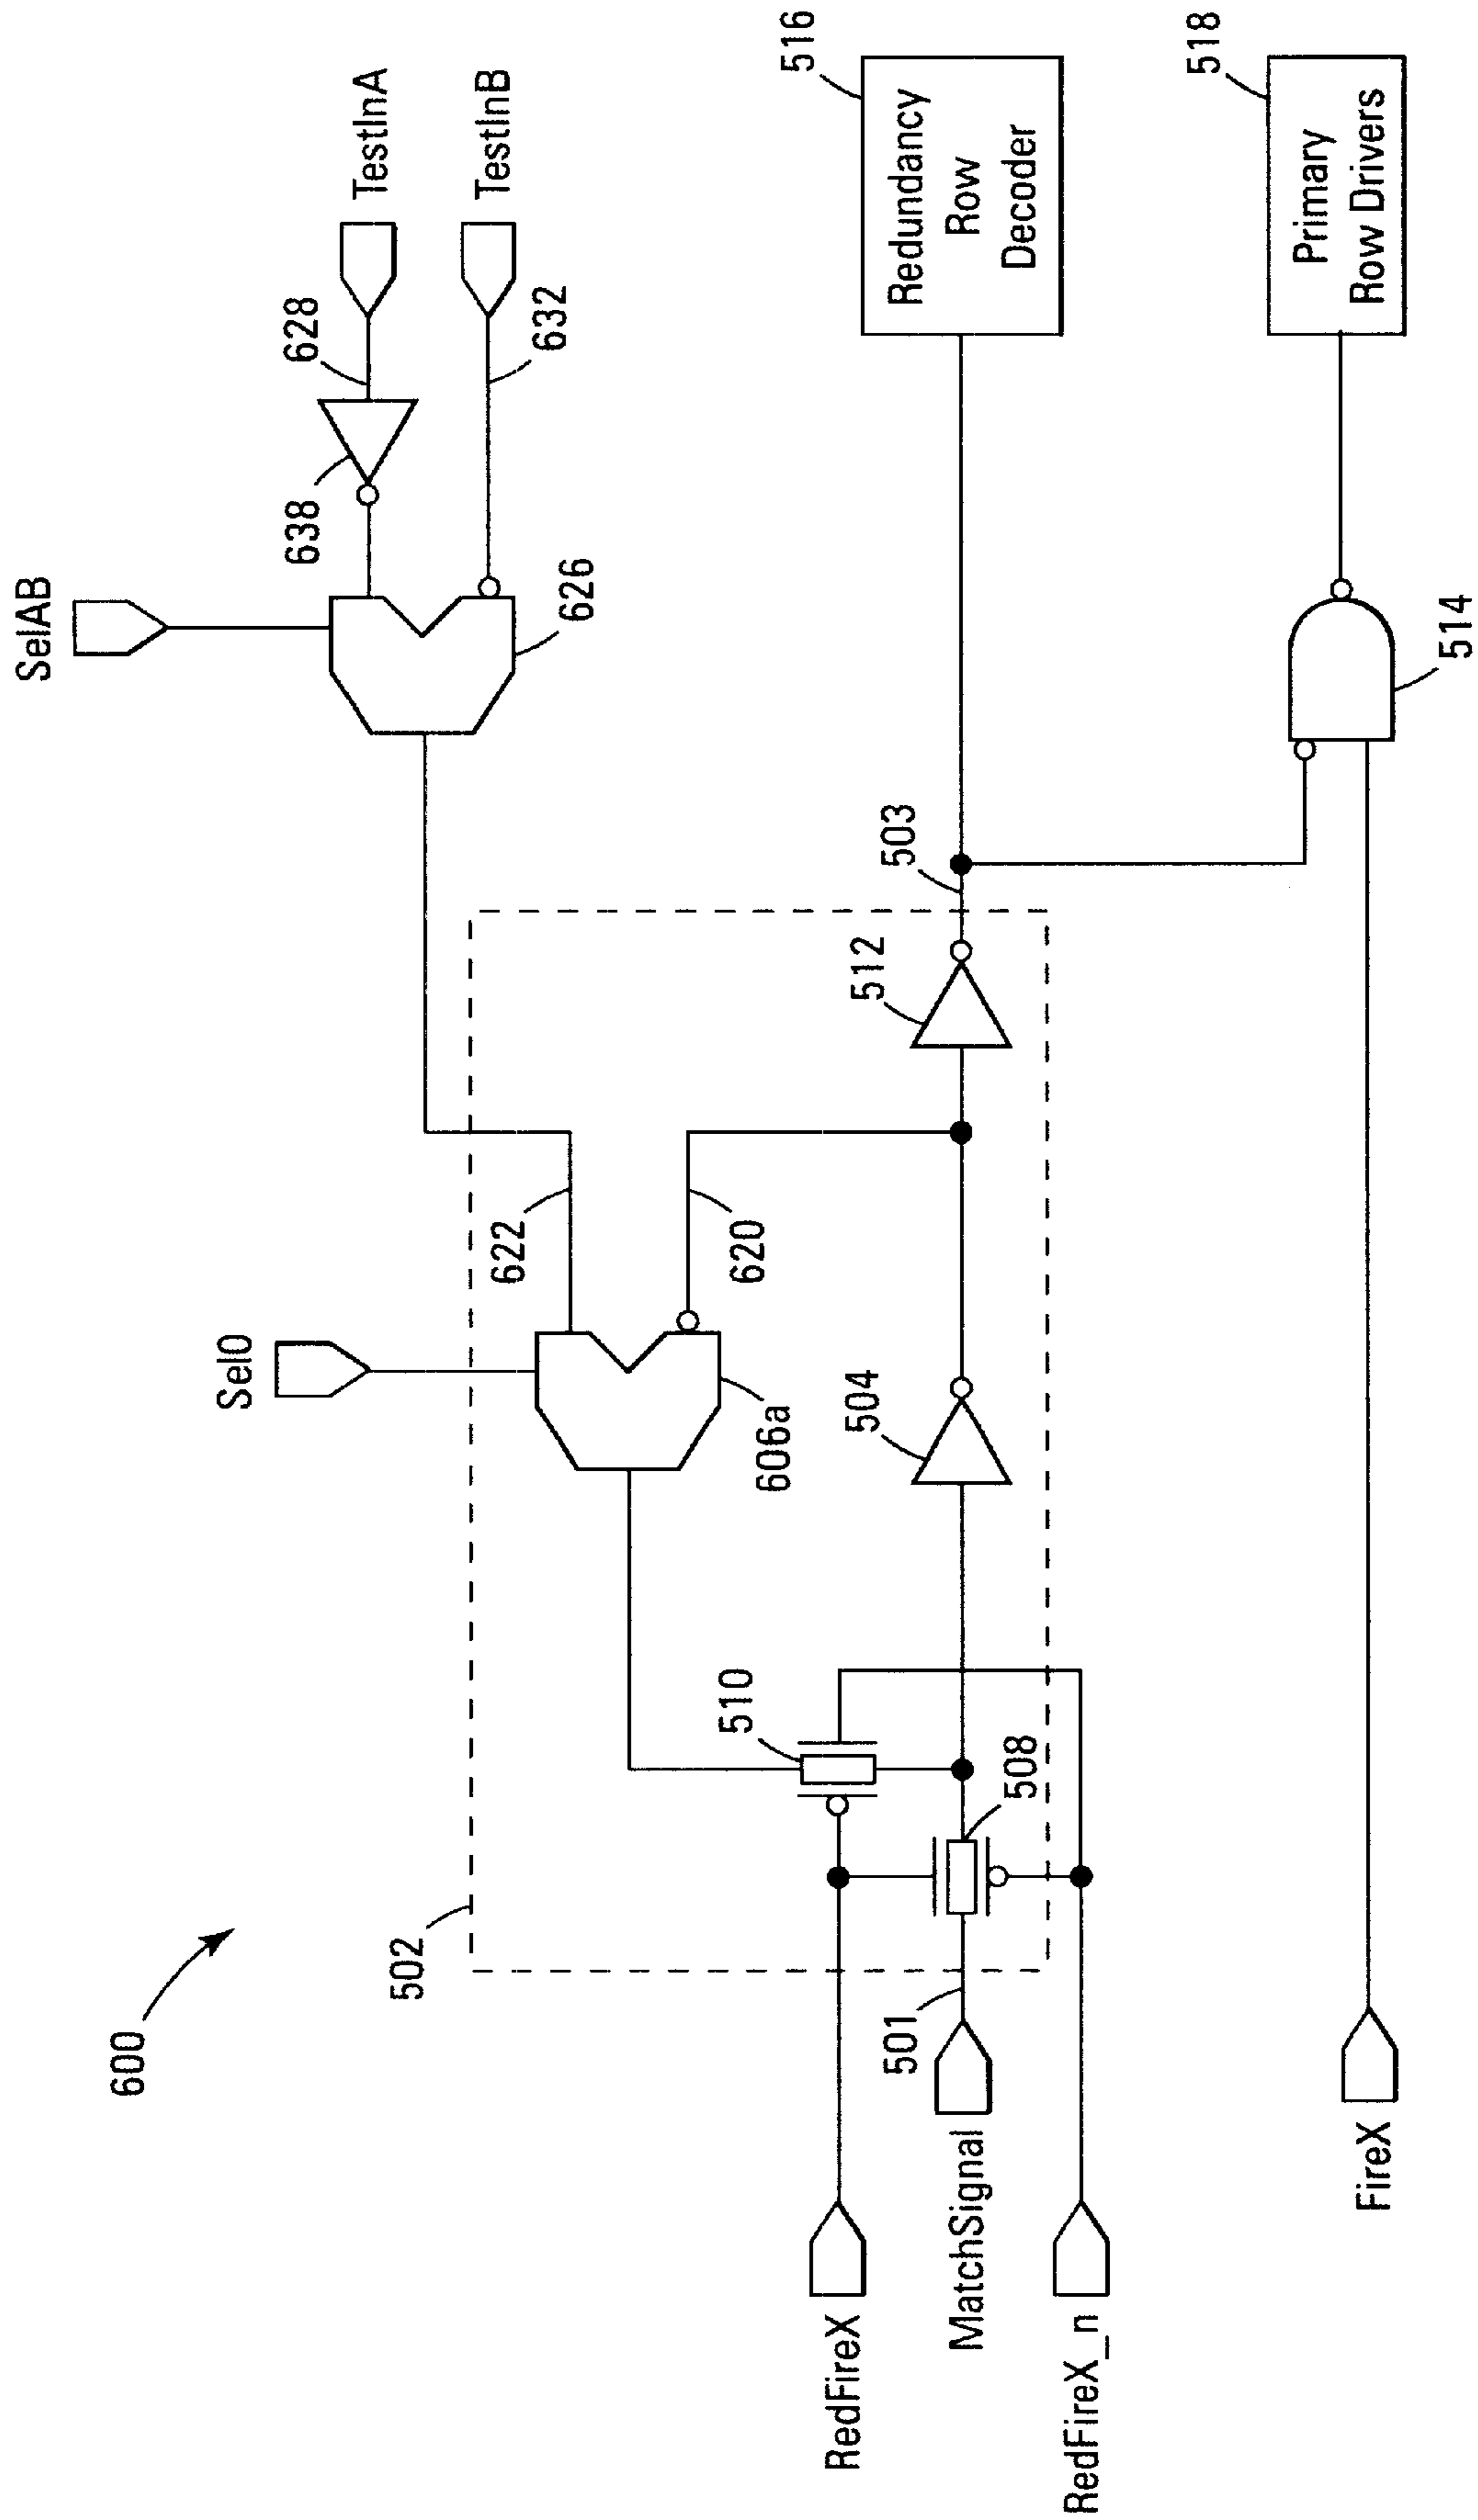 600
502
SelAB
TestInA
TestInB
628
638
632
626
Sel0
622
620
606a
510
508
504
512
503
516
Redundancy
Row
Decoder
518
Primary
Row Drivers
514
RedFireX
501
MatchSignal
RedFireX_n
FireX